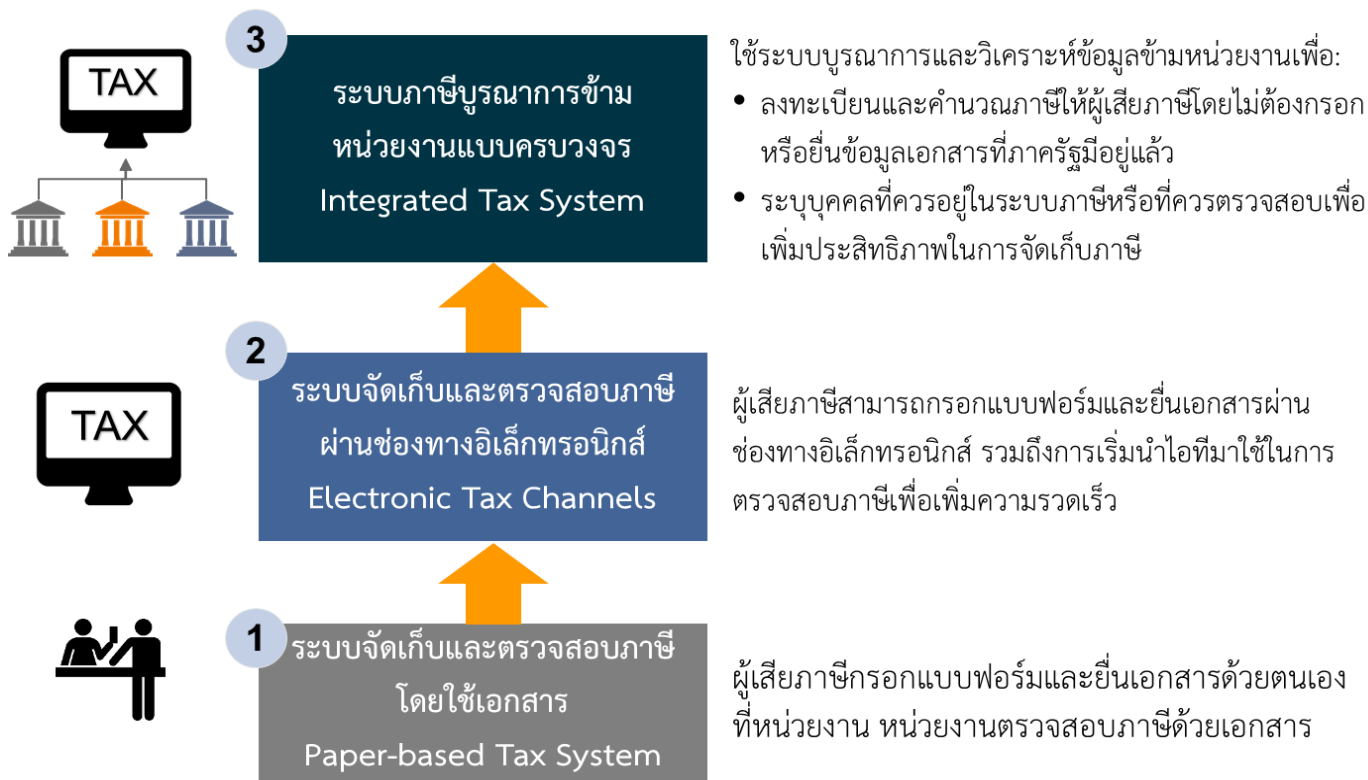 TAX
3
ระบบภาษีบูรณาการข้าม
หน่วยงานแบบครบวงจร
Integrated Tax System
ใช้ระบบบูรณาการและวิเคราะห์ข้อมูลข้ามหน่วยงานเพื่อ:
• ลงทะเบียนและคำนวณภาษีให้ผู้เสียภาษีโดยไม่ต้องกรอก
หรือยื่นข้อมูลเอกสารที่ภาครัฐมีอยู่แล้ว
• ระบุบุคคลที่ควรอยู่ในระบบภาษีหรือที่ควรตรวจสอบเพื่อ
เพิ่มประสิทธิภาพในการจัดเก็บภาษี
TAX
2
ระบบจัดเก็บและตรวจสอบภาษี
ผ่านช่องทางอิเล็กทรอนิกส์
Electronic Tax Channels
ผู้เสียภาษีสามารถกรอกแบบฟอร์มและยื่นเอกสารผ่าน
ช่องทางอิเล็กทรอนิกส์ รวมถึงการเริ่มนำไอทีมาใช้ในการ
ตรวจสอบภาษีเพื่อเพิ่มความรวดเร็ว
1
ระบบจัดเก็บและตรวจสอบภาษี
โดยใช้เอกสาร
Paper-based Tax System
ผู้เสียภาษีกรอกแบบฟอร์มและยื่นเอกสารด้วยตนเอง
ที่หน่วยงาน หน่วยงานตรวจสอบภาษีด้วยเอกสาร